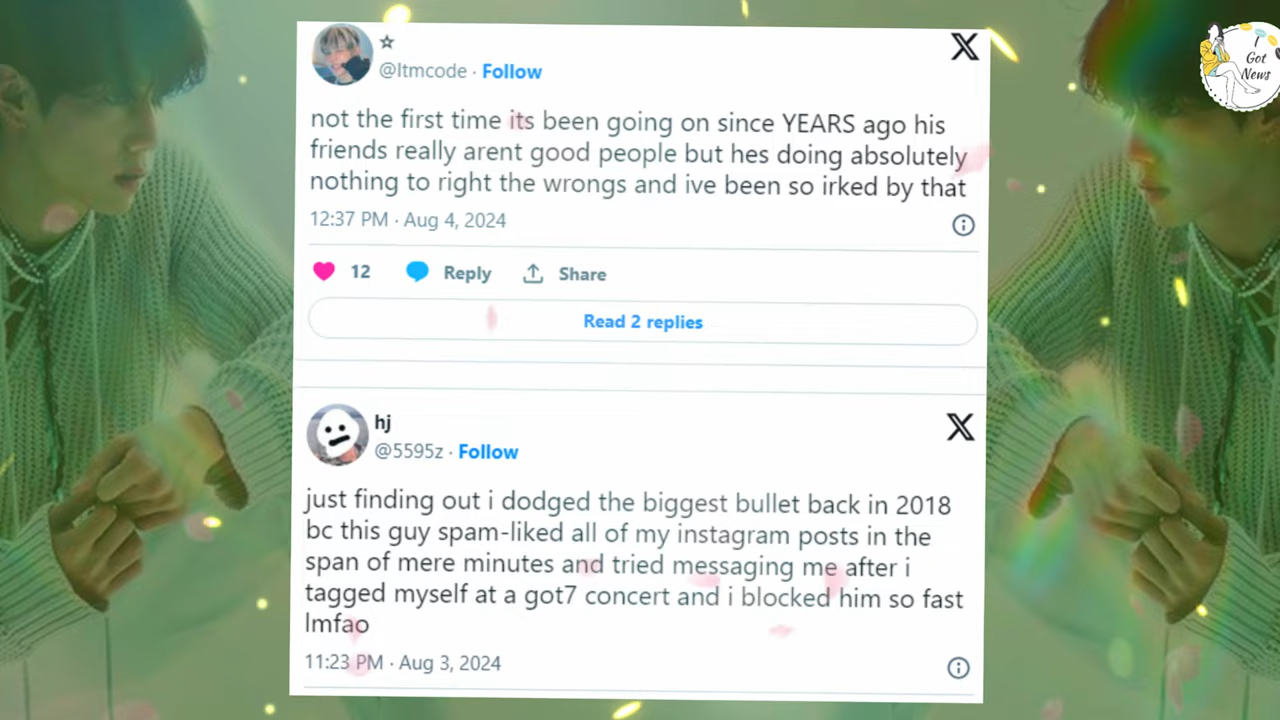 ☆
@ltmcode · Follow
not the first time its been going on since YEARS ago his
friends really arent good people but hes doing absolutely
nothing to right the wrongs and ive been so irked by that
12:37 PM · Aug 4, 2024
12 Reply Share
Read 2 replies
hj
@5595z · Follow
just finding out i dodged the biggest bullet back in 2018
bc this guy spam-liked all of my instagram posts in the
span of mere minutes and tried messaging me after i
tagged myself at a got7 concert and i blocked him so fast
lmfao
11:23 PM · Aug 3, 2024
I
Got
News